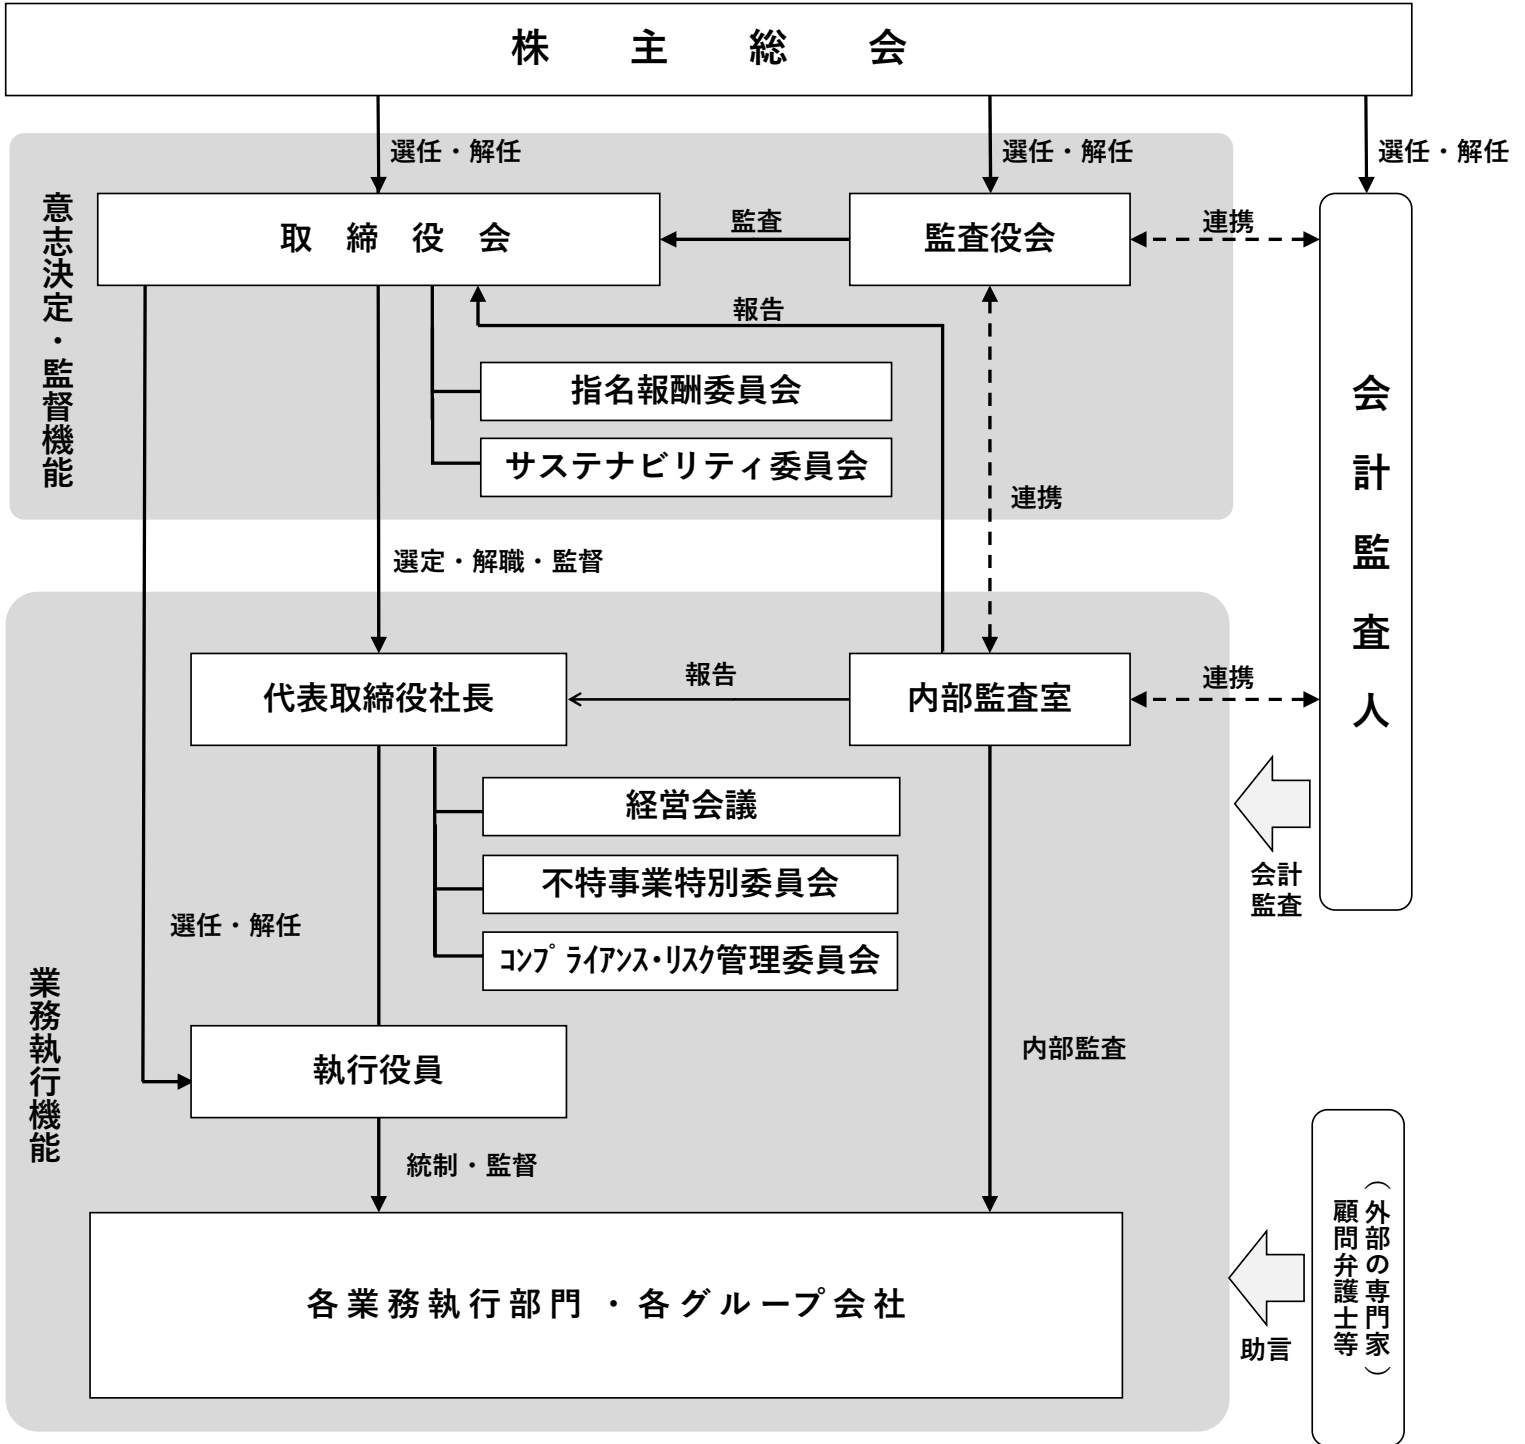 株主総会
選任・解任
選任・解任
選任・解任
意志決定・監督機能
取締役会
監査
監査役会
連携
報告
指名報酬委員会
サステナビリティ委員会
連携
会計監査人
選定・解職・監督
代表取締役社長
報告
内部監査室
連携
経営会議
不特事業特別委員会
ｺﾝﾌﾟﾗｲｱﾝｽ･ﾘｽｸ管理委員会
会計
監査
選任・解任
業務執行機能
執行役員
内部監査
統制・監督
各業務執行部門・各グループ会社
（外部の専門家）
顧問弁護士等
助言